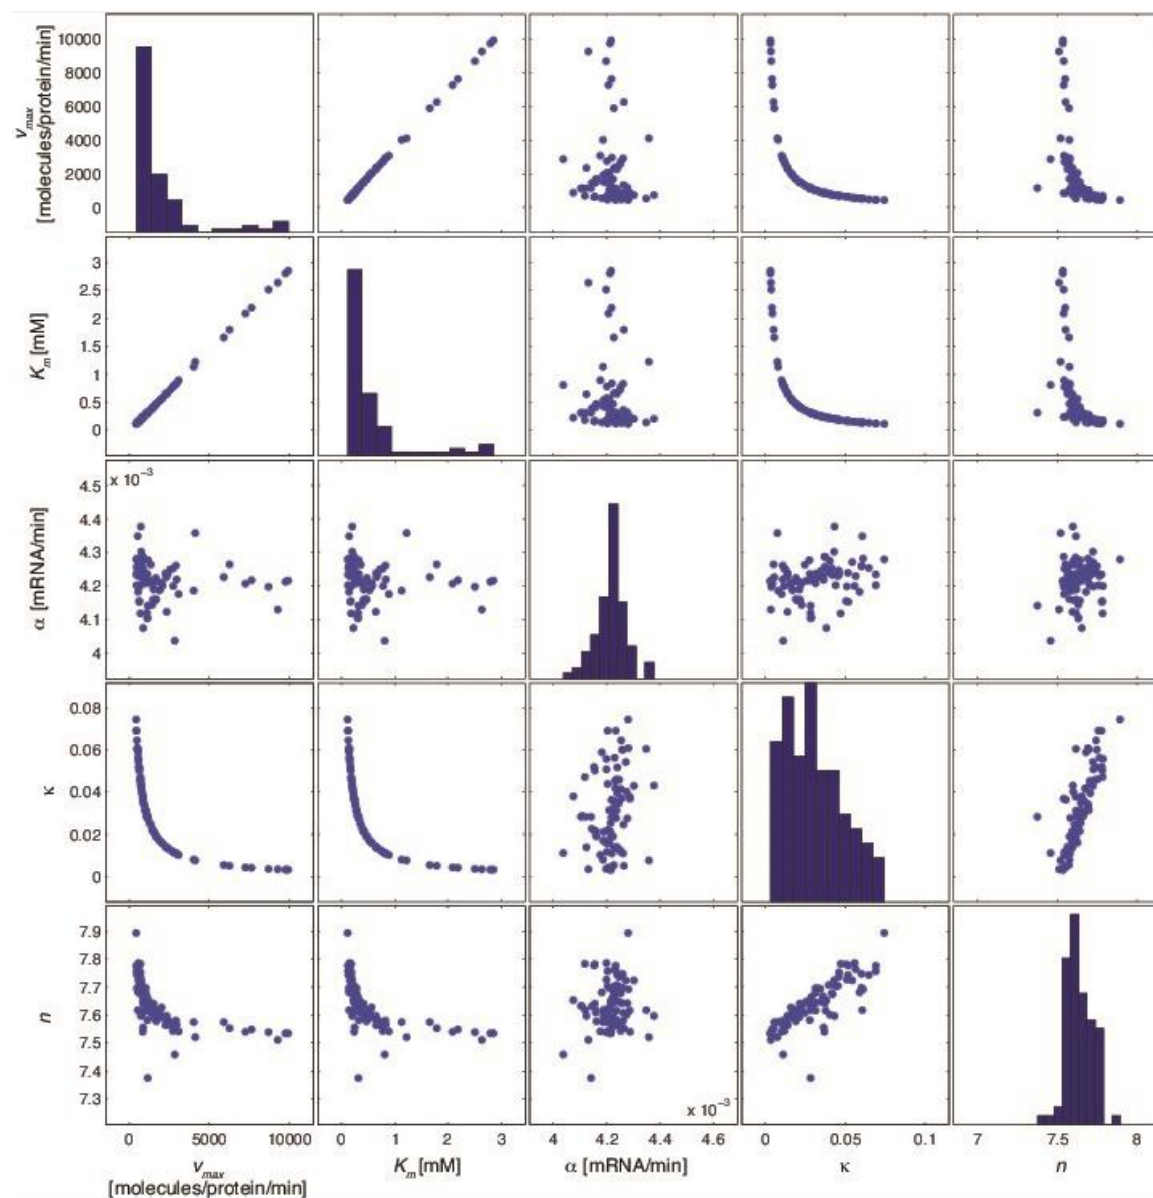 10000
8000
6000
4000
2000
0
v_max
[molecules/protein/min]
3
2.5
2
1.5
1
0.5
0
K_m [mM]
x 10⁻³
4.5
4.4
4.3
4.2
4.1
4
α [mRNA/min]
0.08
0.06
0.04
0.02
0
κ
7.9
7.8
7.7
7.6
7.5
7.4
7.3
n
x 10⁻³
0 5000 10000
0 1 2 3
4 4.2 4.4 4.6
0 0.05 0.1
7 7.5 8
v_max
[molecules/protein/min]
K_m [mM]
α [mRNA/min]
κ
n